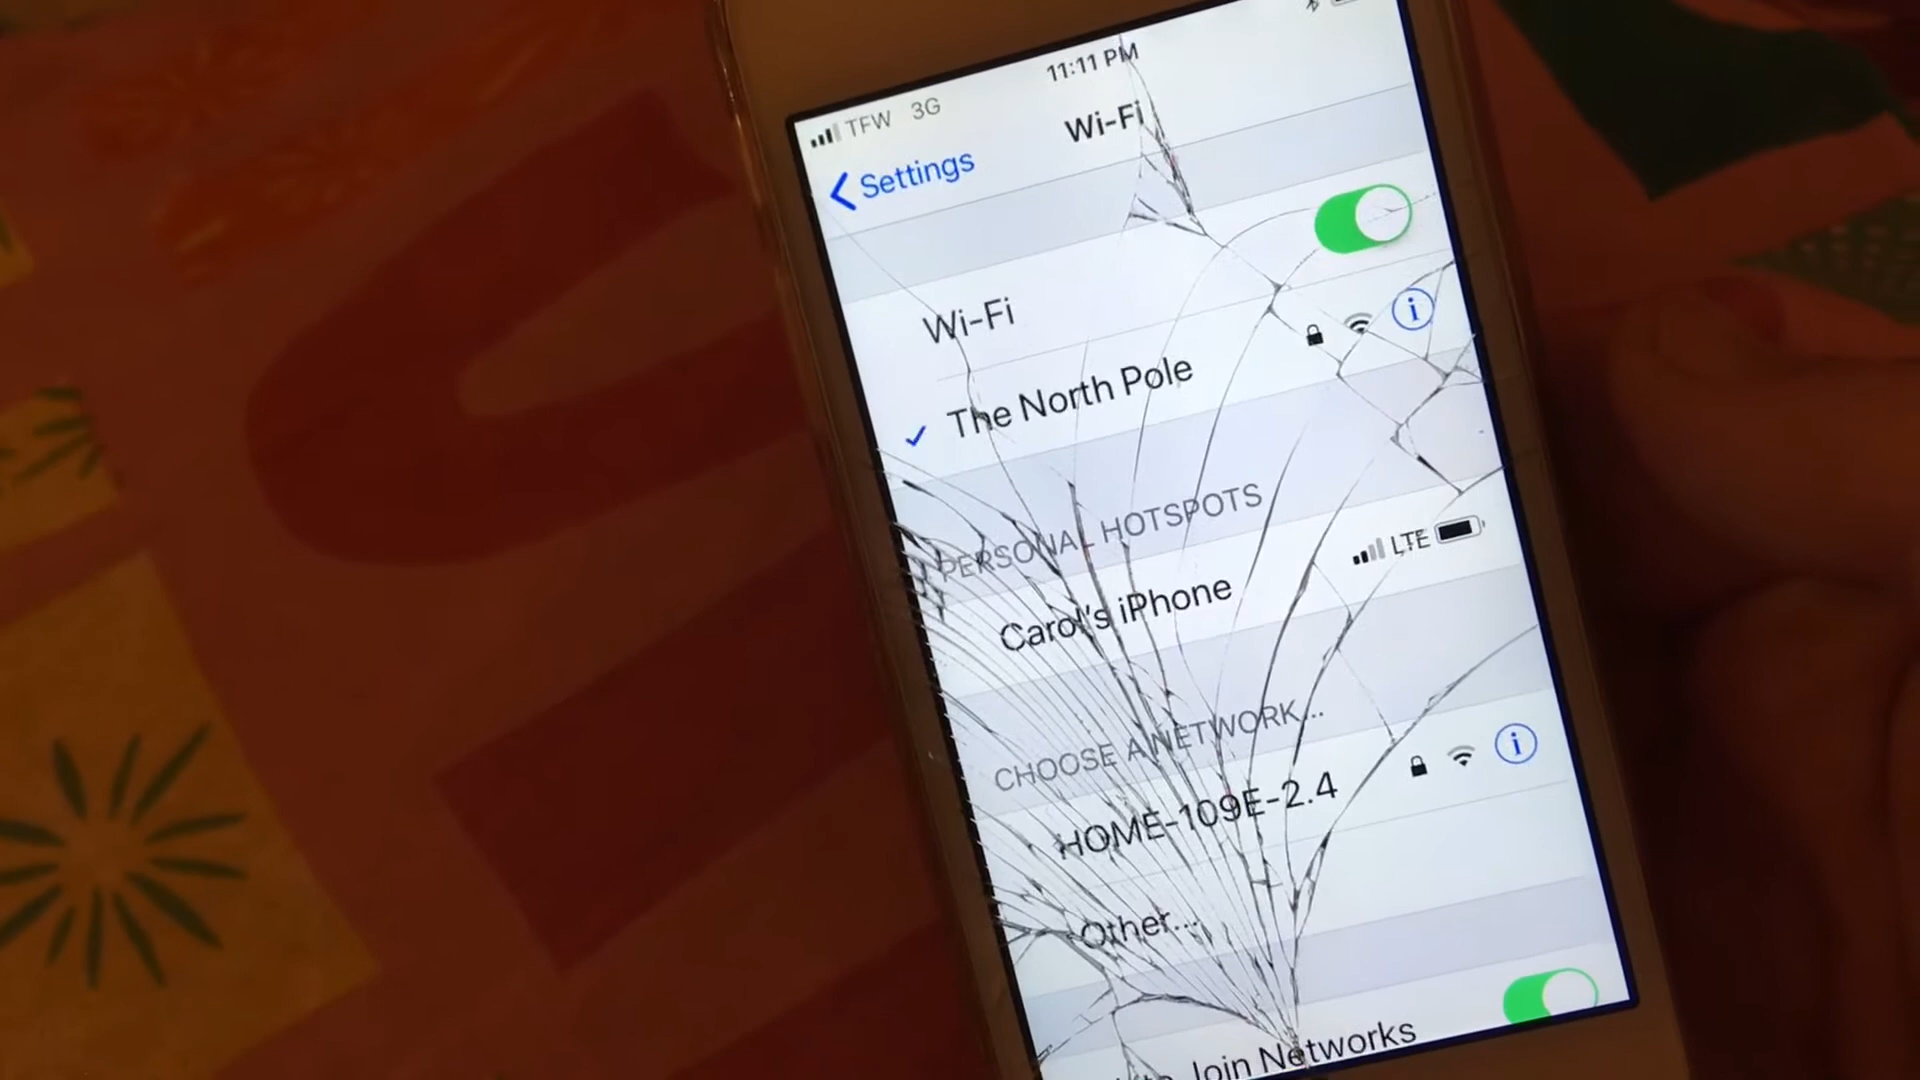 11:11 PM
TFW 3G
Settings
Wi-Fi
Wi-Fi
The North Pole
PERSONAL HOTSPOTS
Carol's iPhone
LTE
CHOOSE A NETWORK...
HOME-109E-2.4
Other...
Join Networks